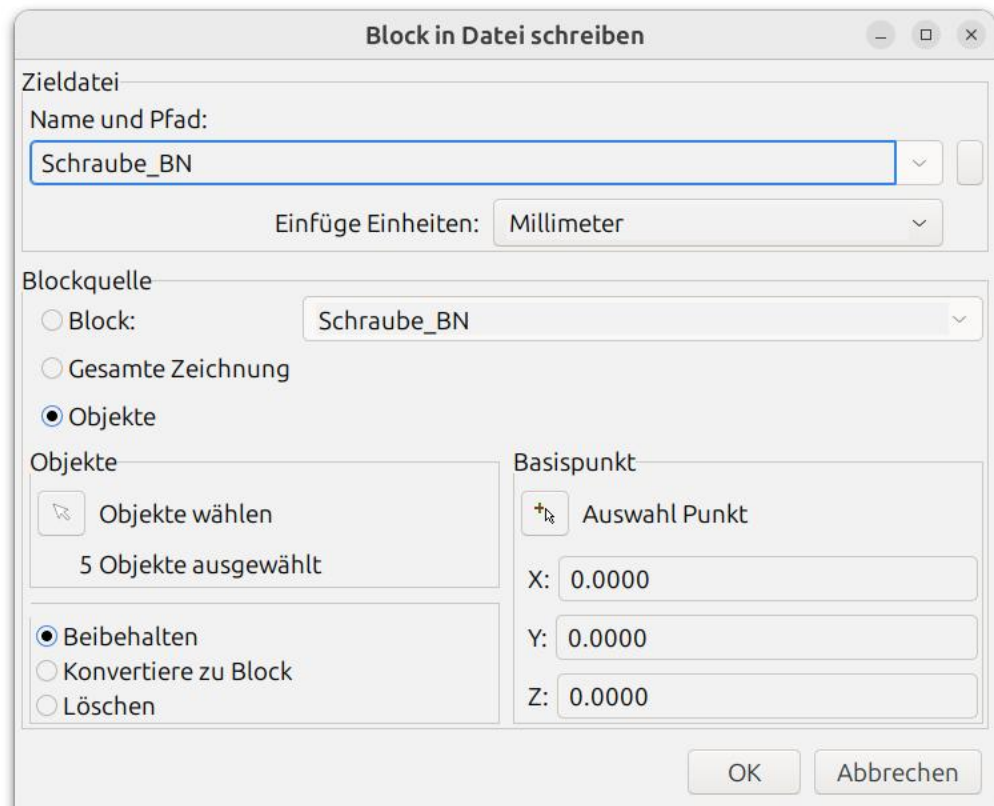 Block in Datei schreiben
Zieldatei
Name und Pfad:
Schraube_BN
Einfüge Einheiten: Millimeter
Blockquelle
Block: Schraube_BN
Gesamte Zeichnung
Objekte
Objekte
Objekte wählen
5 Objekte ausgewählt
Beibehalten
Konvertiere zu Block
Löschen
Basispunkt
Auswahl Punkt
X: 0.0000
Y: 0.0000
Z: 0.0000
OK Abbrechen